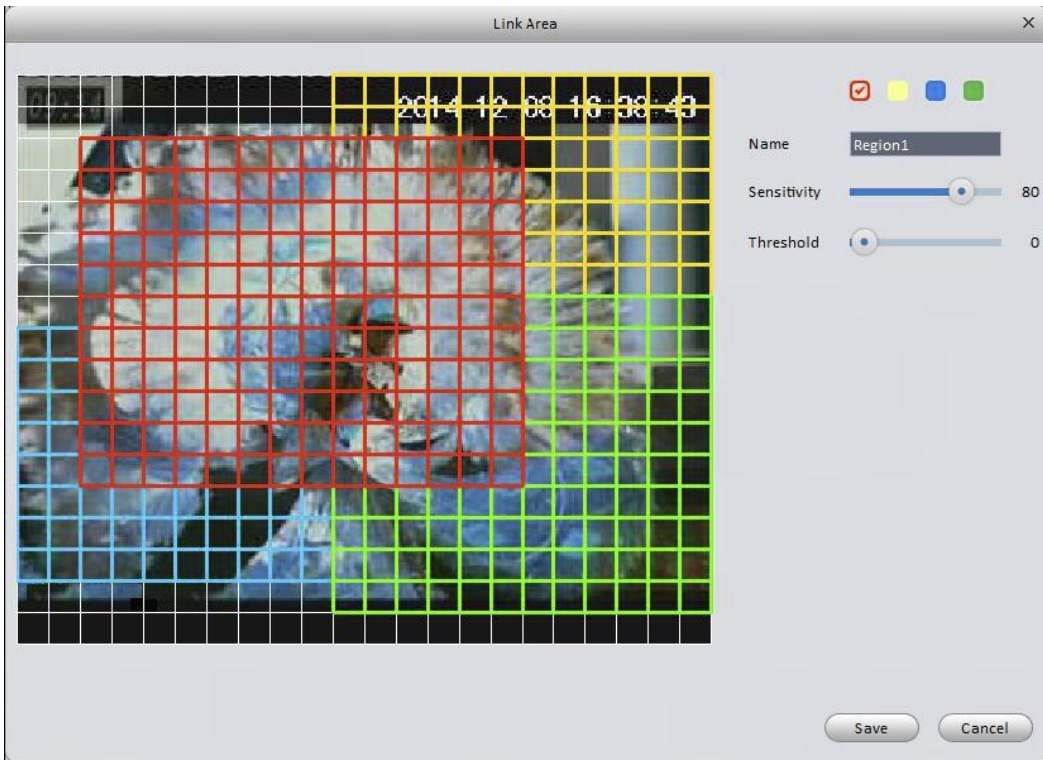 Link Area
2014-12-08 16:38:43
Name
Region1
Sensitivity
80
Threshold
0
Save
Cancel